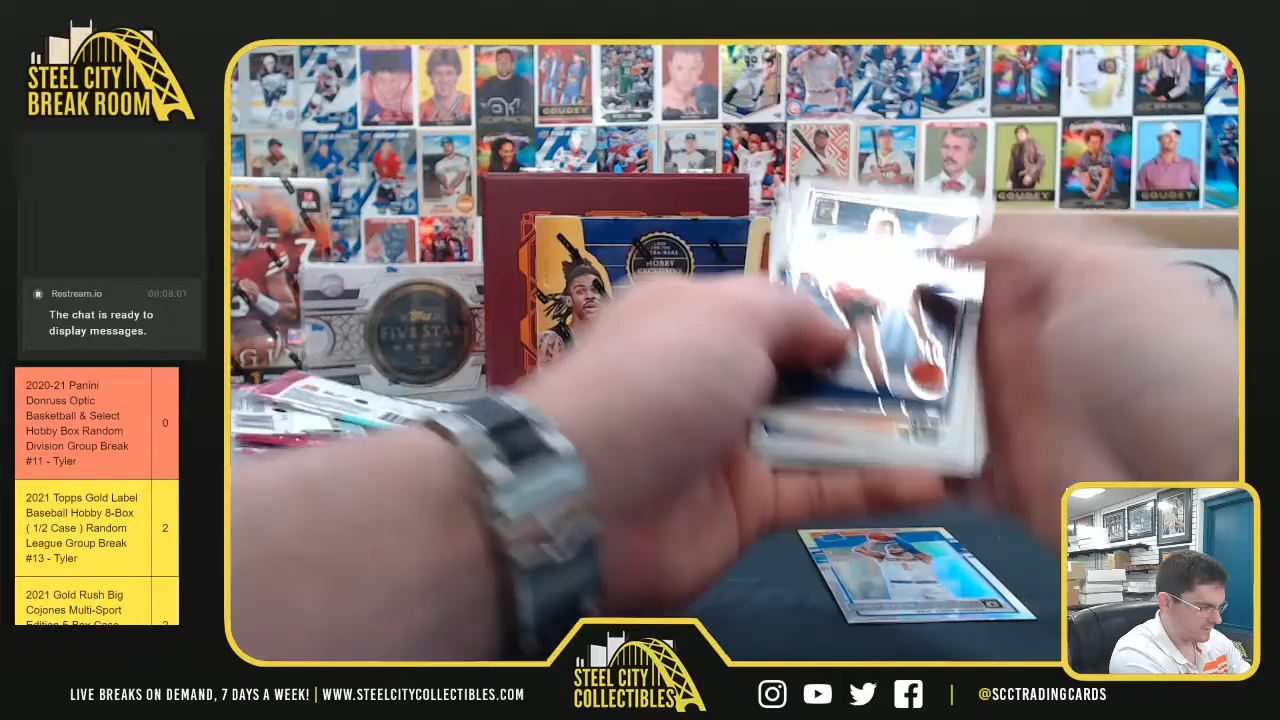 STEEL CITY
BREAK ROOM
Restream.io 00:08:01
The chat is ready to
display messages.
2020-21 Panini
Donruss Optic
Basketball & Select
Hobby Box Random
Division Group Break
#11 - Tyler
0
2021 Topps Gold Label
Baseball Hobby 8-Box
( 1/2 Case ) Random
League Group Break
#13 - Tyler
2
2021 Gold Rush Big
Cojones Multi-Sport
GOUDEY
GOUDEY
GOUDEY
HOBBY
EXCLUSIVE
Topps
FIVE STAR
STEEL CITY
COLLECTIBLES
LIVE BREAKS ON DEMAND, 7 DAYS A WEEK! | WWW.STEELCITYCOLLECTIBLES.COM
| @SCCTRADINGCARDS